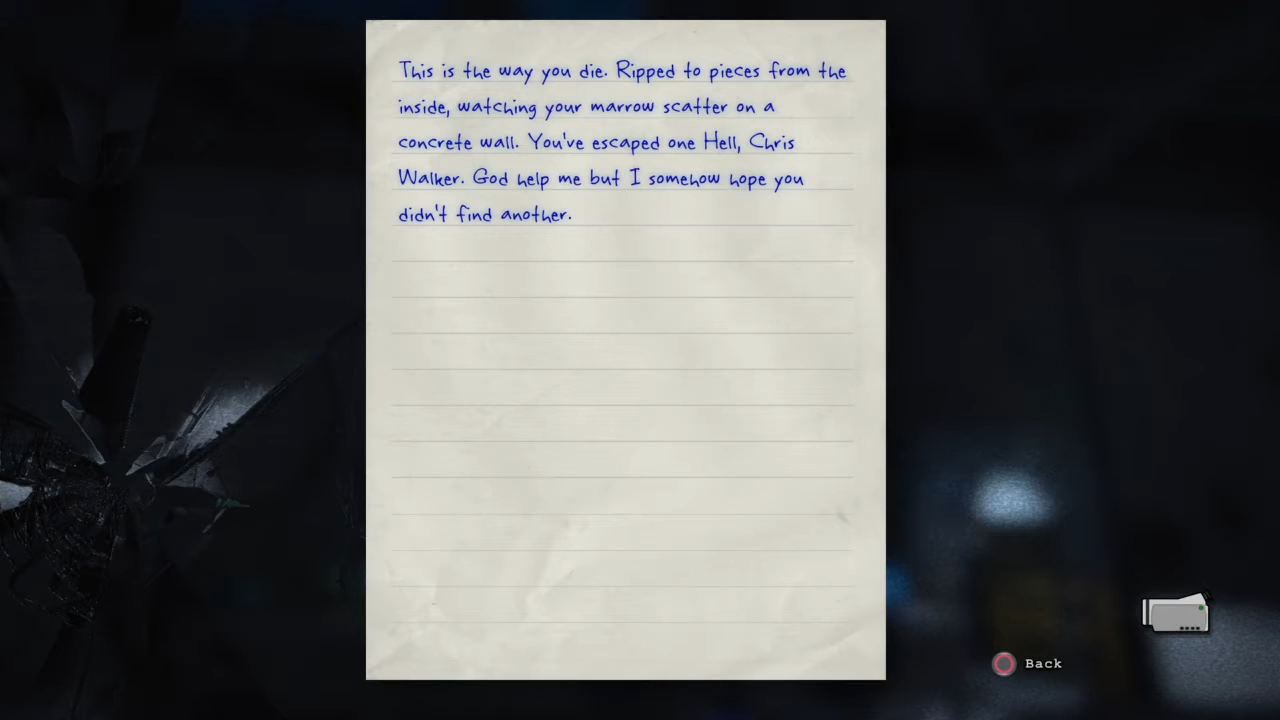 This is the way you die. Ripped to pieces from the
inside, watching your marrow scatter on a
concrete wall. You've escaped one Hell, Chris
Walker. God help me but I somehow hope you
didn't find another.
Back